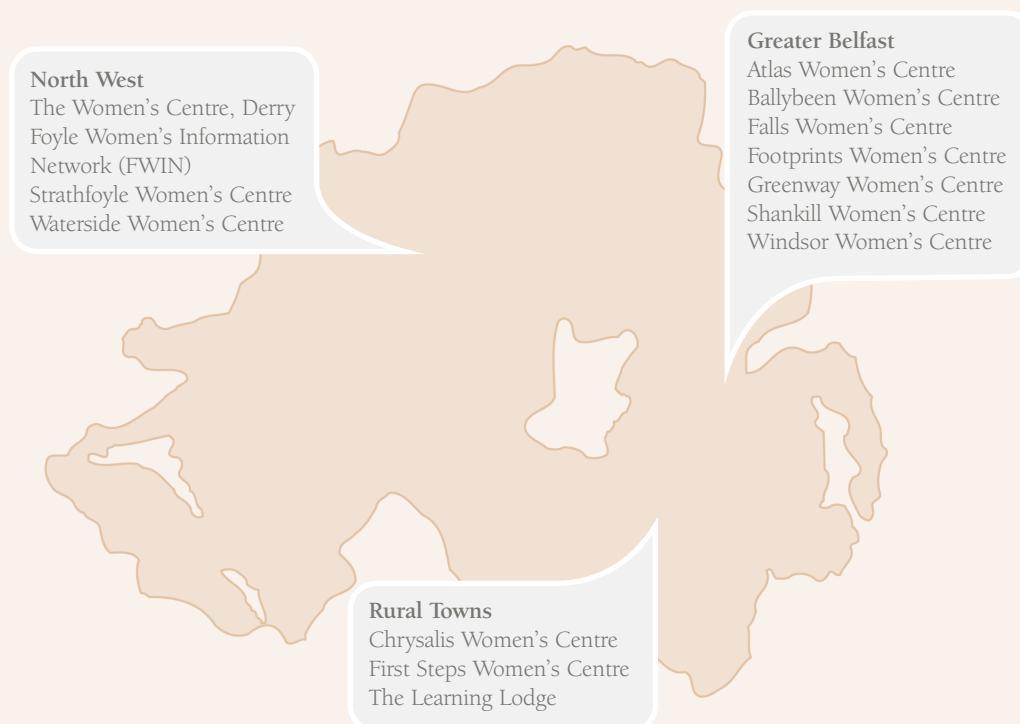 North West
The Women's Centre, Derry
Foyle Women's Information
Network (FWIN)
Strathfoyle Women's Centre
Waterside Women's Centre
Greater Belfast
Atlas Women's Centre
Ballybeen Women's Centre
Falls Women's Centre
Footprints Women's Centre
Greenway Women's Centre
Shankill Women's Centre
Windsor Women's Centre
Rural Towns
Chrysalis Women's Centre
First Steps Women's Centre
The Learning Lodge